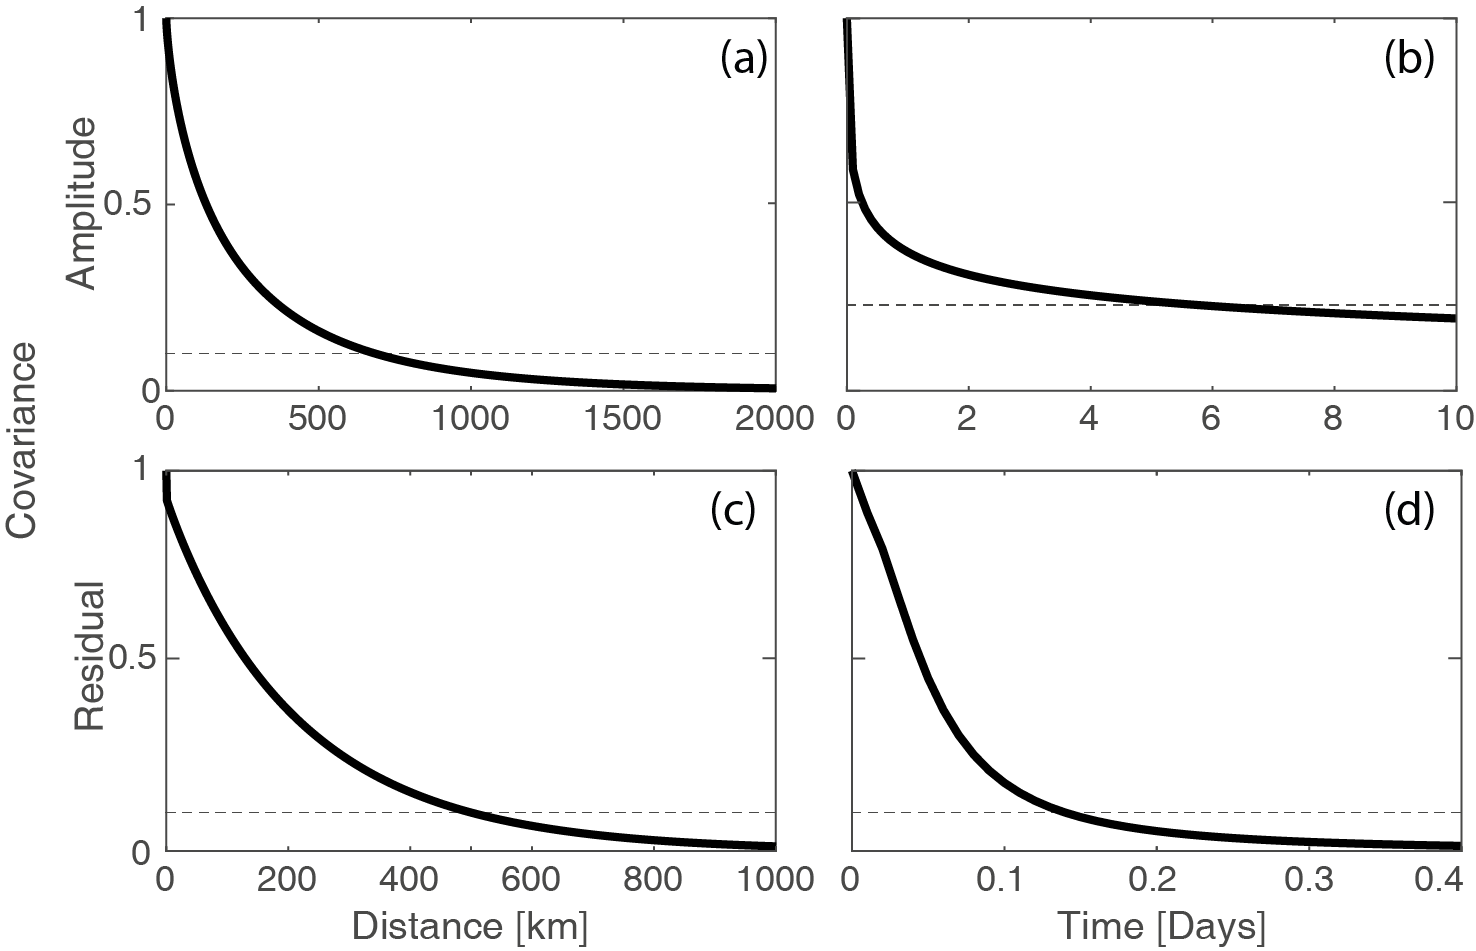 1
(a)
(b)
Amplitude
0.5
0
0 500 1000 1500 2000
0 2 4 6 8 10
Covariance
1
(c)
(d)
Residual
0.5
0
0 200 400 600 800 1000
0 0.1 0.2 0.3 0.4
Distance [km]
Time [Days]